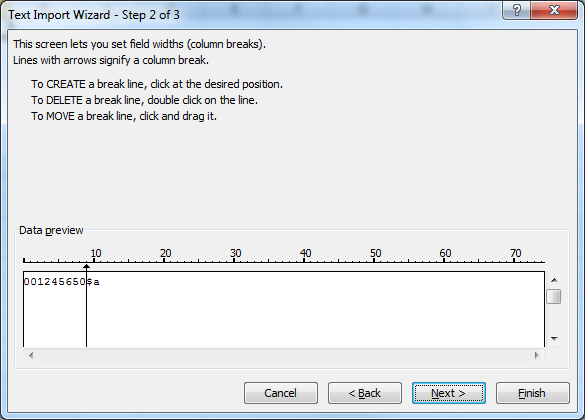 Text Import Wizard - Step 2 of 3
This screen lets you set field widths (column breaks).
Lines with arrows signify a column break.
To CREATE a break line, click at the desired position.
To DELETE a break line, double click on the line.
To MOVE a break line, click and drag it.
Data preview
10 20 30 40 50 60 70
001245650$a
Cancel
< Back
Next >
Finish